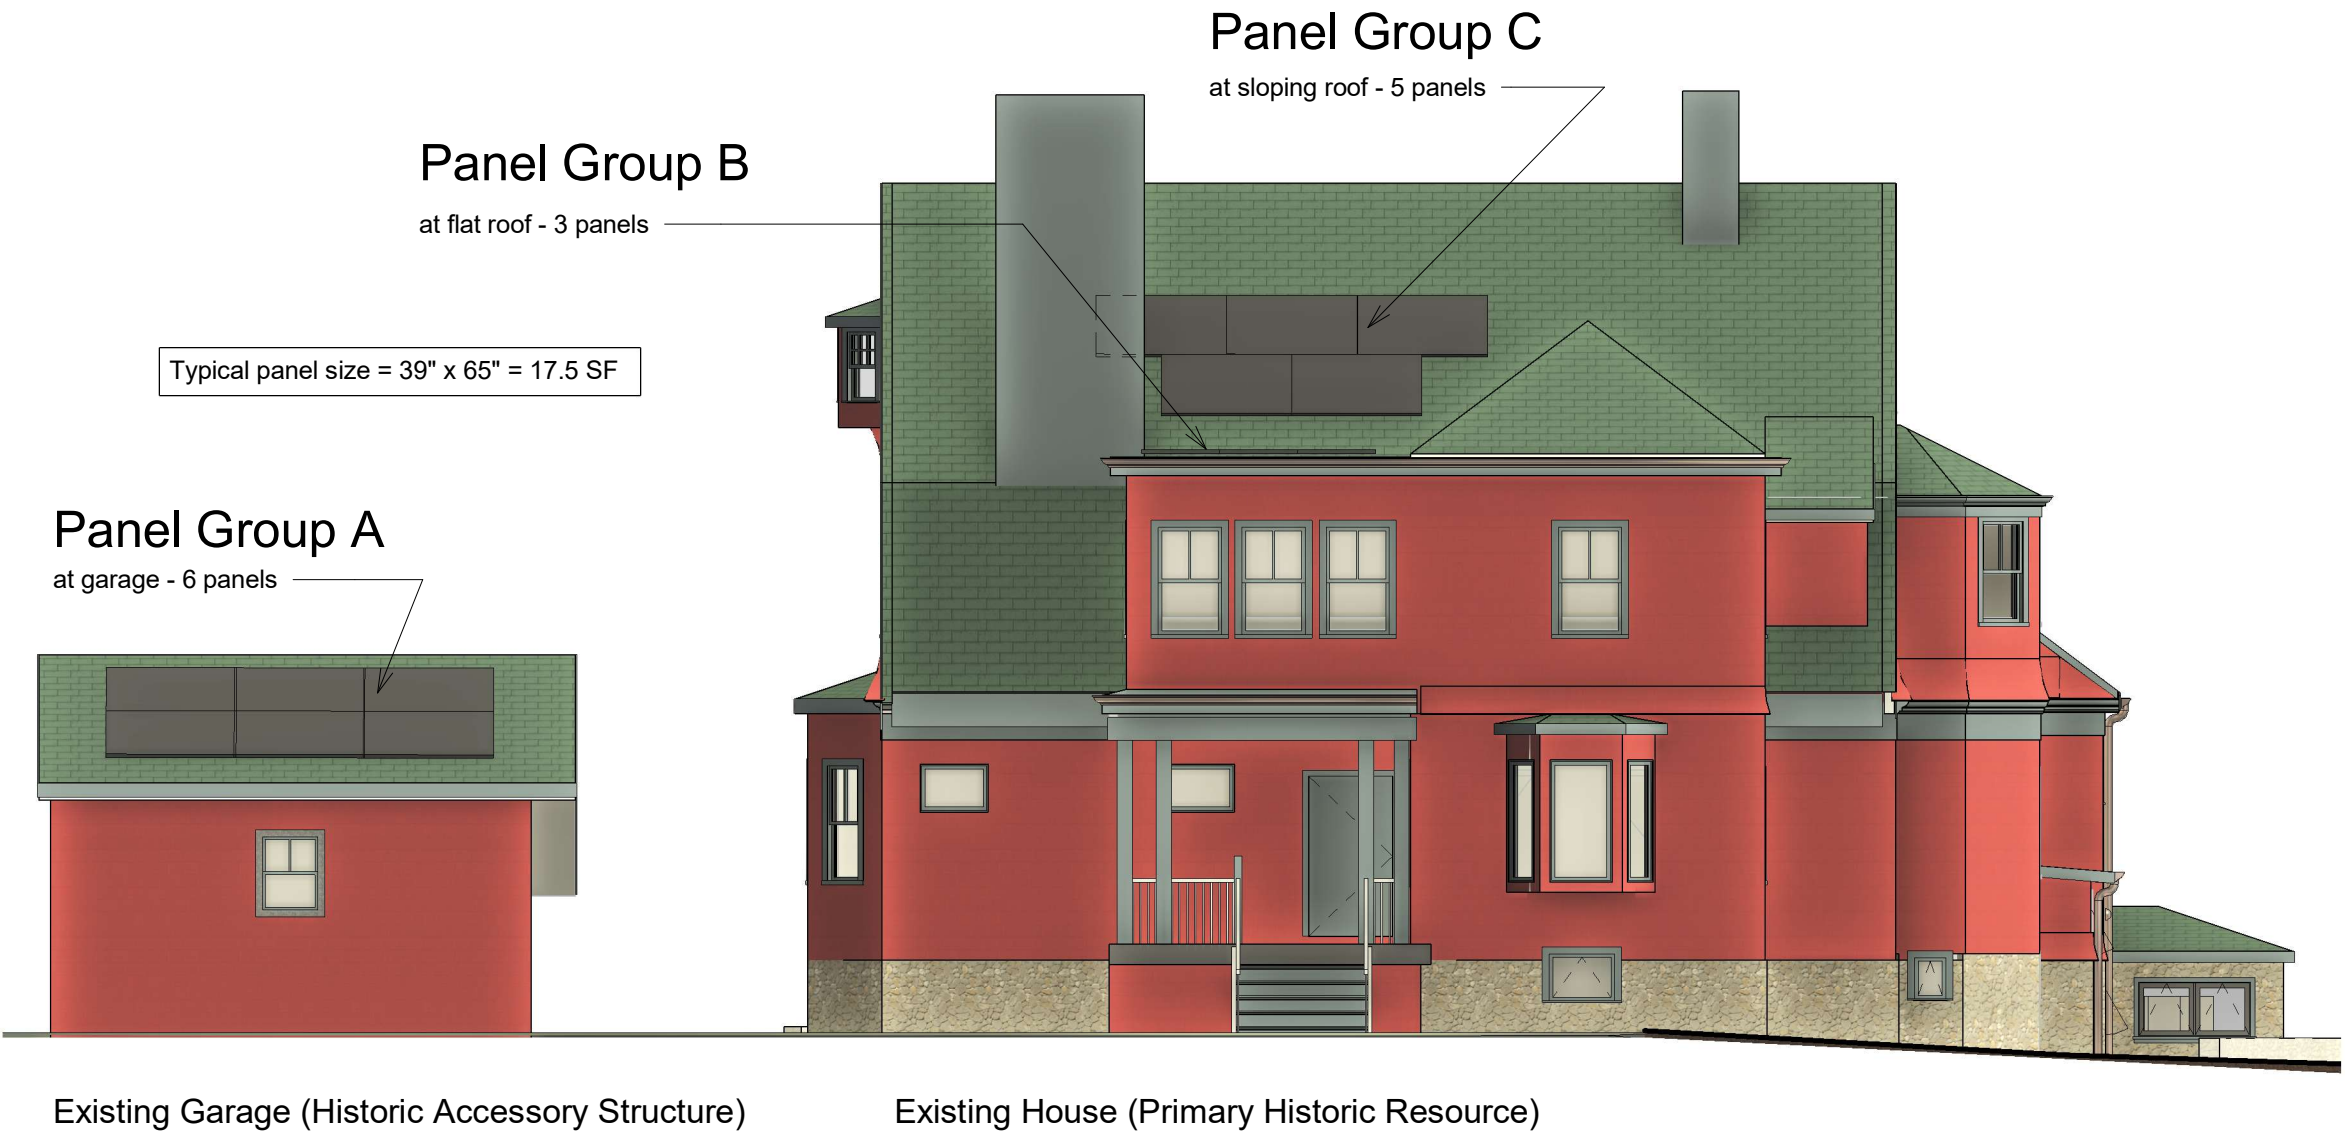 Panel Group C
at sloping roof - 5 panels
Panel Group B
at flat roof - 3 panels
Typical panel size = 39" x 65" = 17.5 SF
Panel Group A
at garage - 6 panels
Existing Garage (Historic Accessory Structure)
Existing House (Primary Historic Resource)